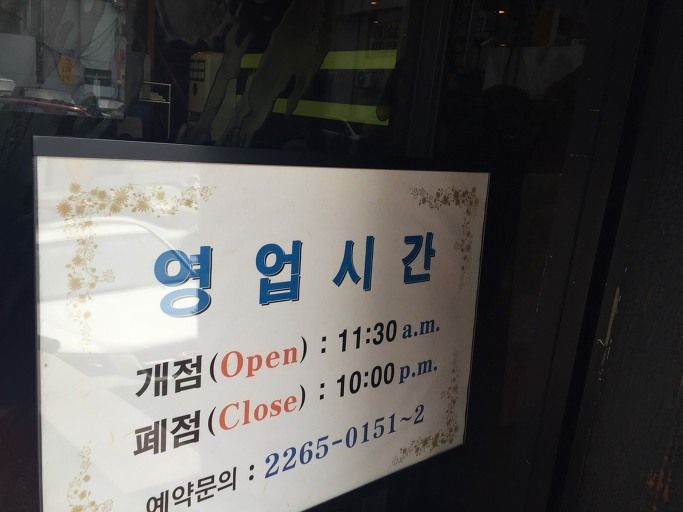 영업시간
개점(Open) : 11:30 a.m.
폐점(Close) : 10:00 p.m.
예약문의 : 2265-0151~2